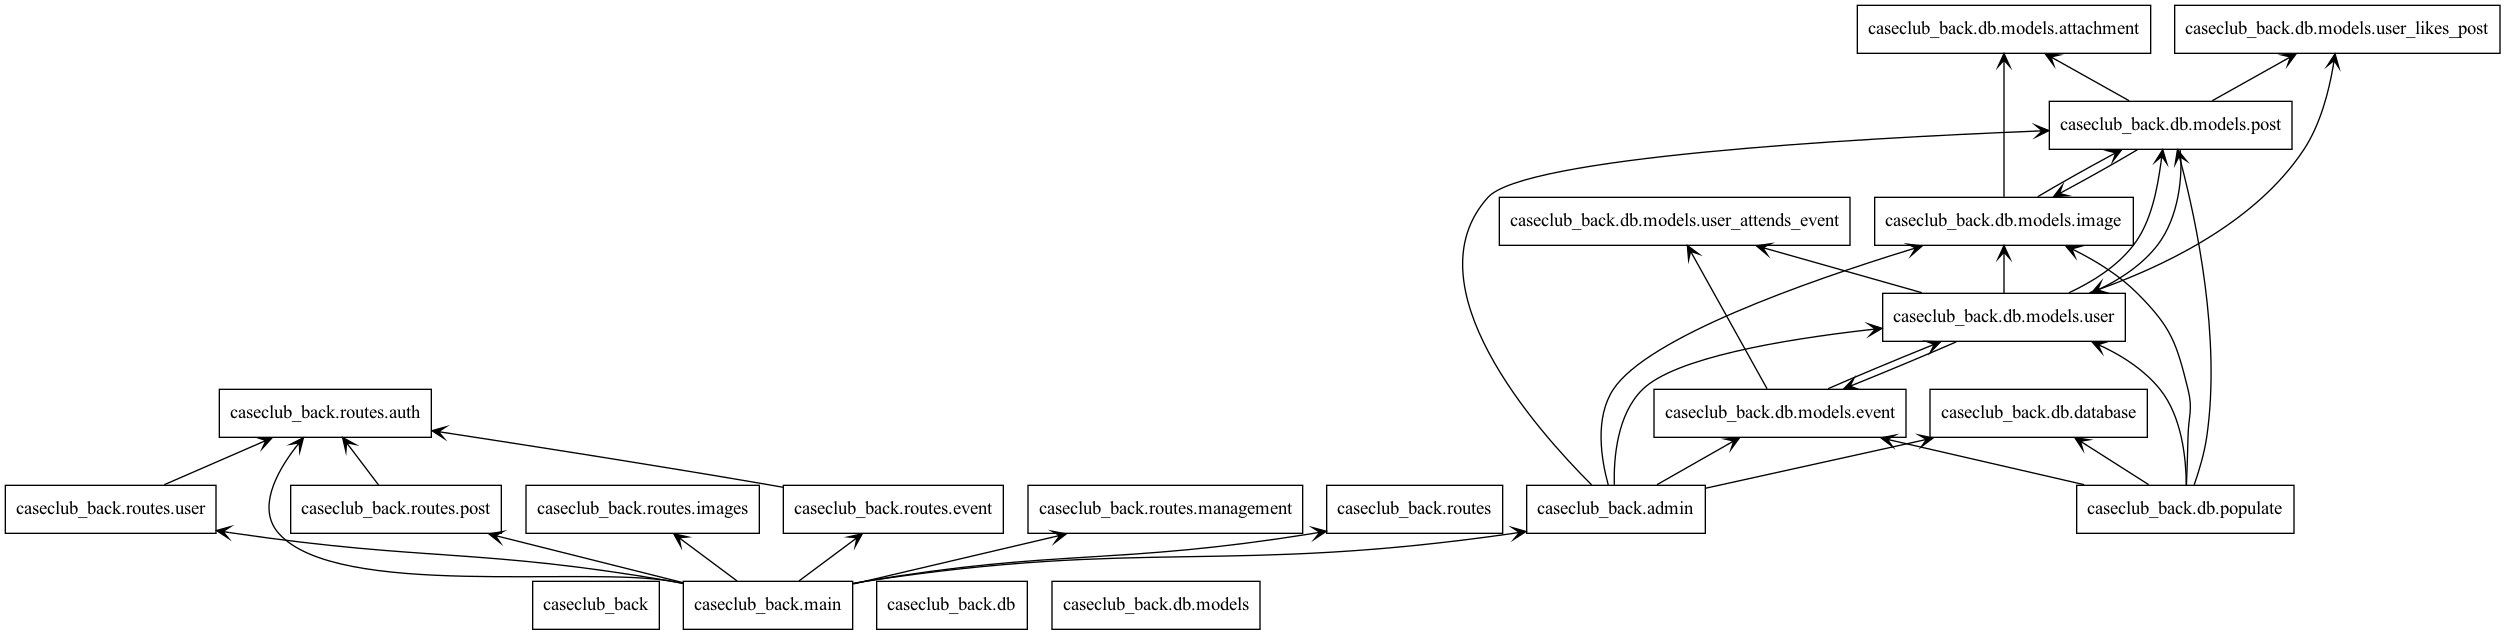 caseclub_back.db.models.attachment
caseclub_back.db.models.user_likes_post
caseclub_back.db.models.post
caseclub_back.db.models.user_attends_event
caseclub_back.db.models.image
caseclub_back.db.models.user
caseclub_back.routes.auth
caseclub_back.db.models.event
caseclub_back.db.database
caseclub_back.routes.user
caseclub_back.routes.post
caseclub_back.routes.images
caseclub_back.routes.event
caseclub_back.routes.management
caseclub_back.routes
caseclub_back.admin
caseclub_back.db.populate
caseclub_back
caseclub_back.main
caseclub_back.db
caseclub_back.db.models